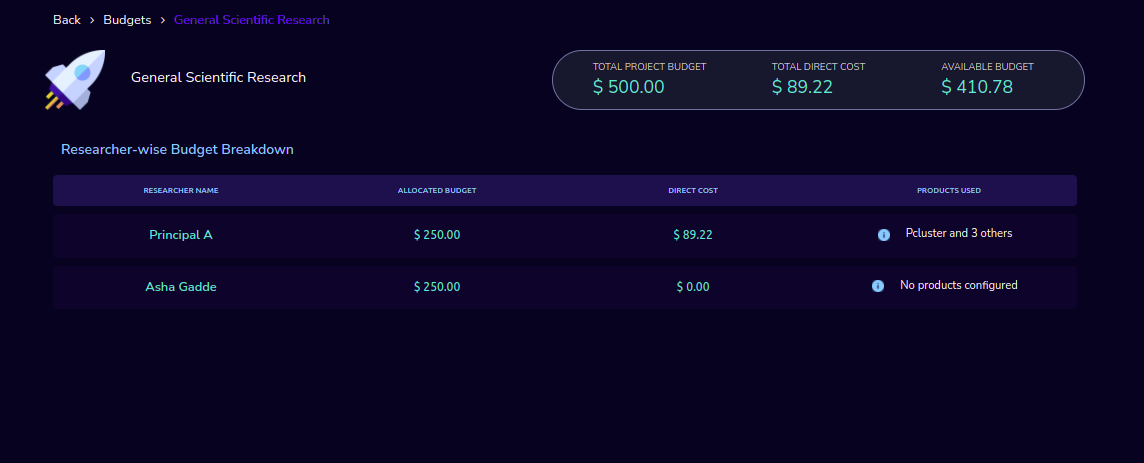 Back > Budgets > General Scientific Research
General Scientific Research
TOTAL PROJECT BUDGET TOTAL DIRECT COST AVAILABLE BUDGET
$ 500.00 $ 89.22 $ 410.78
Researcher-wise Budget Breakdown
RESEARCHER NAME ALLOCATED BUDGET DIRECT COST PRODUCTS USED
Principal A $ 250.00 $ 89.22 Pcluster and 3 others
Asha Gadde $ 250.00 $ 0.00 No products configured